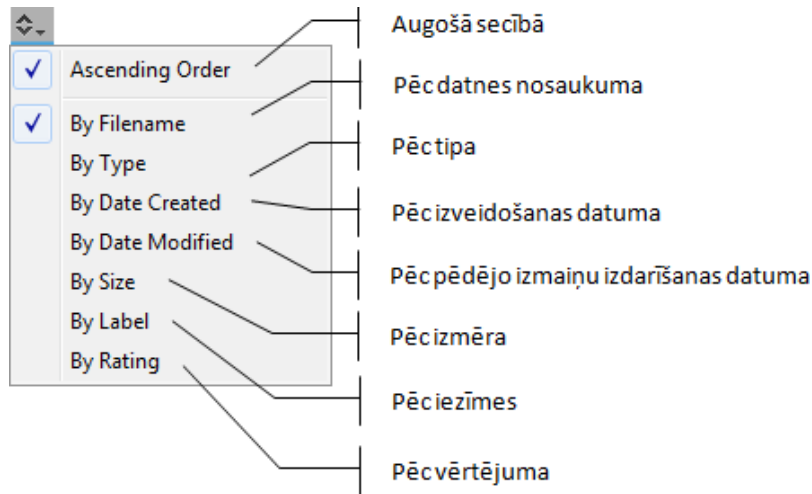 Ascending Order
By Filename
By Type
By Date Created
By Date Modified
By Size
By Label
By Rating
Augošā secībā
Pēc datnes nosaukuma
Pēc tipa
Pēc izveidošanas datuma
Pēc pēdējo izmaiņu izdarīšanas datuma
Pēc izmēra
Pēc iezīmes
Pēc vērtējuma